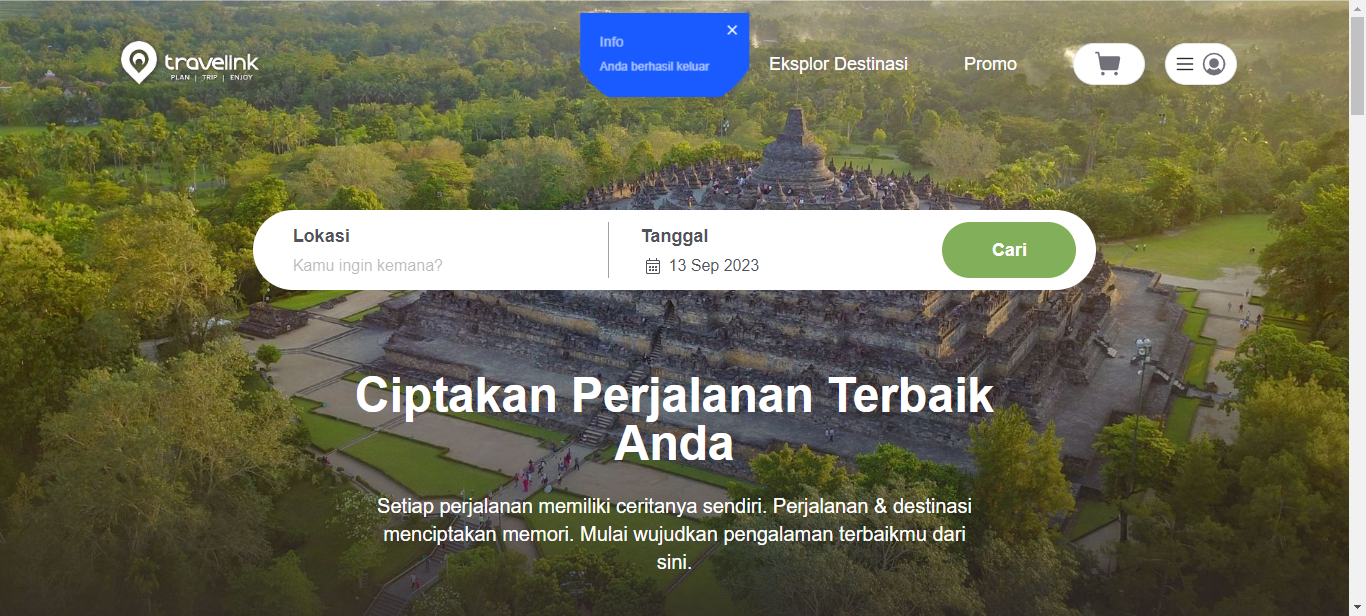 travelink
PLAN | TRIP | ENJOY
Info
Anda berhasil keluar
Eksplor Destinasi
Promo
Lokasi
Kamu ingin kemana?
Tanggal
13 Sep 2023
Cari
Ciptakan Perjalanan Terbaik
Anda
Setiap perjalanan memiliki ceritanya sendiri. Perjalanan & destinasi
menciptakan memori. Mulai wujudkan pengalaman terbaikmu dari
sini.